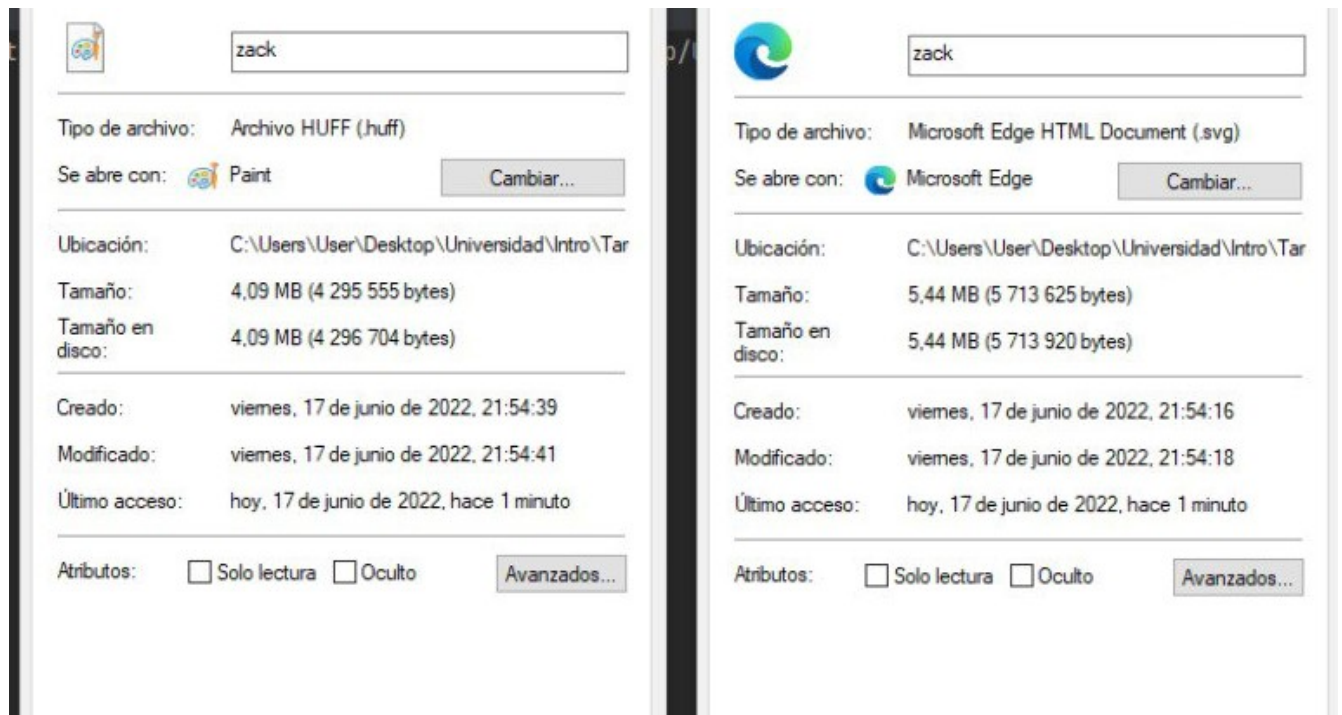 zack
Tipo de archivo: Archivo HUFF (.huff)
Se abre con: Paint Cambiar...
Ubicación: C:\Users\User\Desktop\Universidad\Intro\Tar
Tamaño: 4,09 MB (4 295 555 bytes)
Tamaño en
disco: 4,09 MB (4 296 704 bytes)
Creado: viernes, 17 de junio de 2022, 21:54:39
Modificado: viernes, 17 de junio de 2022, 21:54:41
Último acceso: hoy, 17 de junio de 2022, hace 1 minuto
Atributos: Solo lectura Oculto Avanzados...
zack
Tipo de archivo: Microsoft Edge HTML Document (.svg)
Se abre con: Microsoft Edge Cambiar...
Ubicación: C:\Users\User\Desktop\Universidad\Intro\Tar
Tamaño: 5,44 MB (5 713 625 bytes)
Tamaño en
disco: 5,44 MB (5 713 920 bytes)
Creado: viernes, 17 de junio de 2022, 21:54:16
Modificado: viernes, 17 de junio de 2022, 21:54:18
Último acceso: hoy, 17 de junio de 2022, hace 1 minuto
Atributos: Solo lectura Oculto Avanzados...